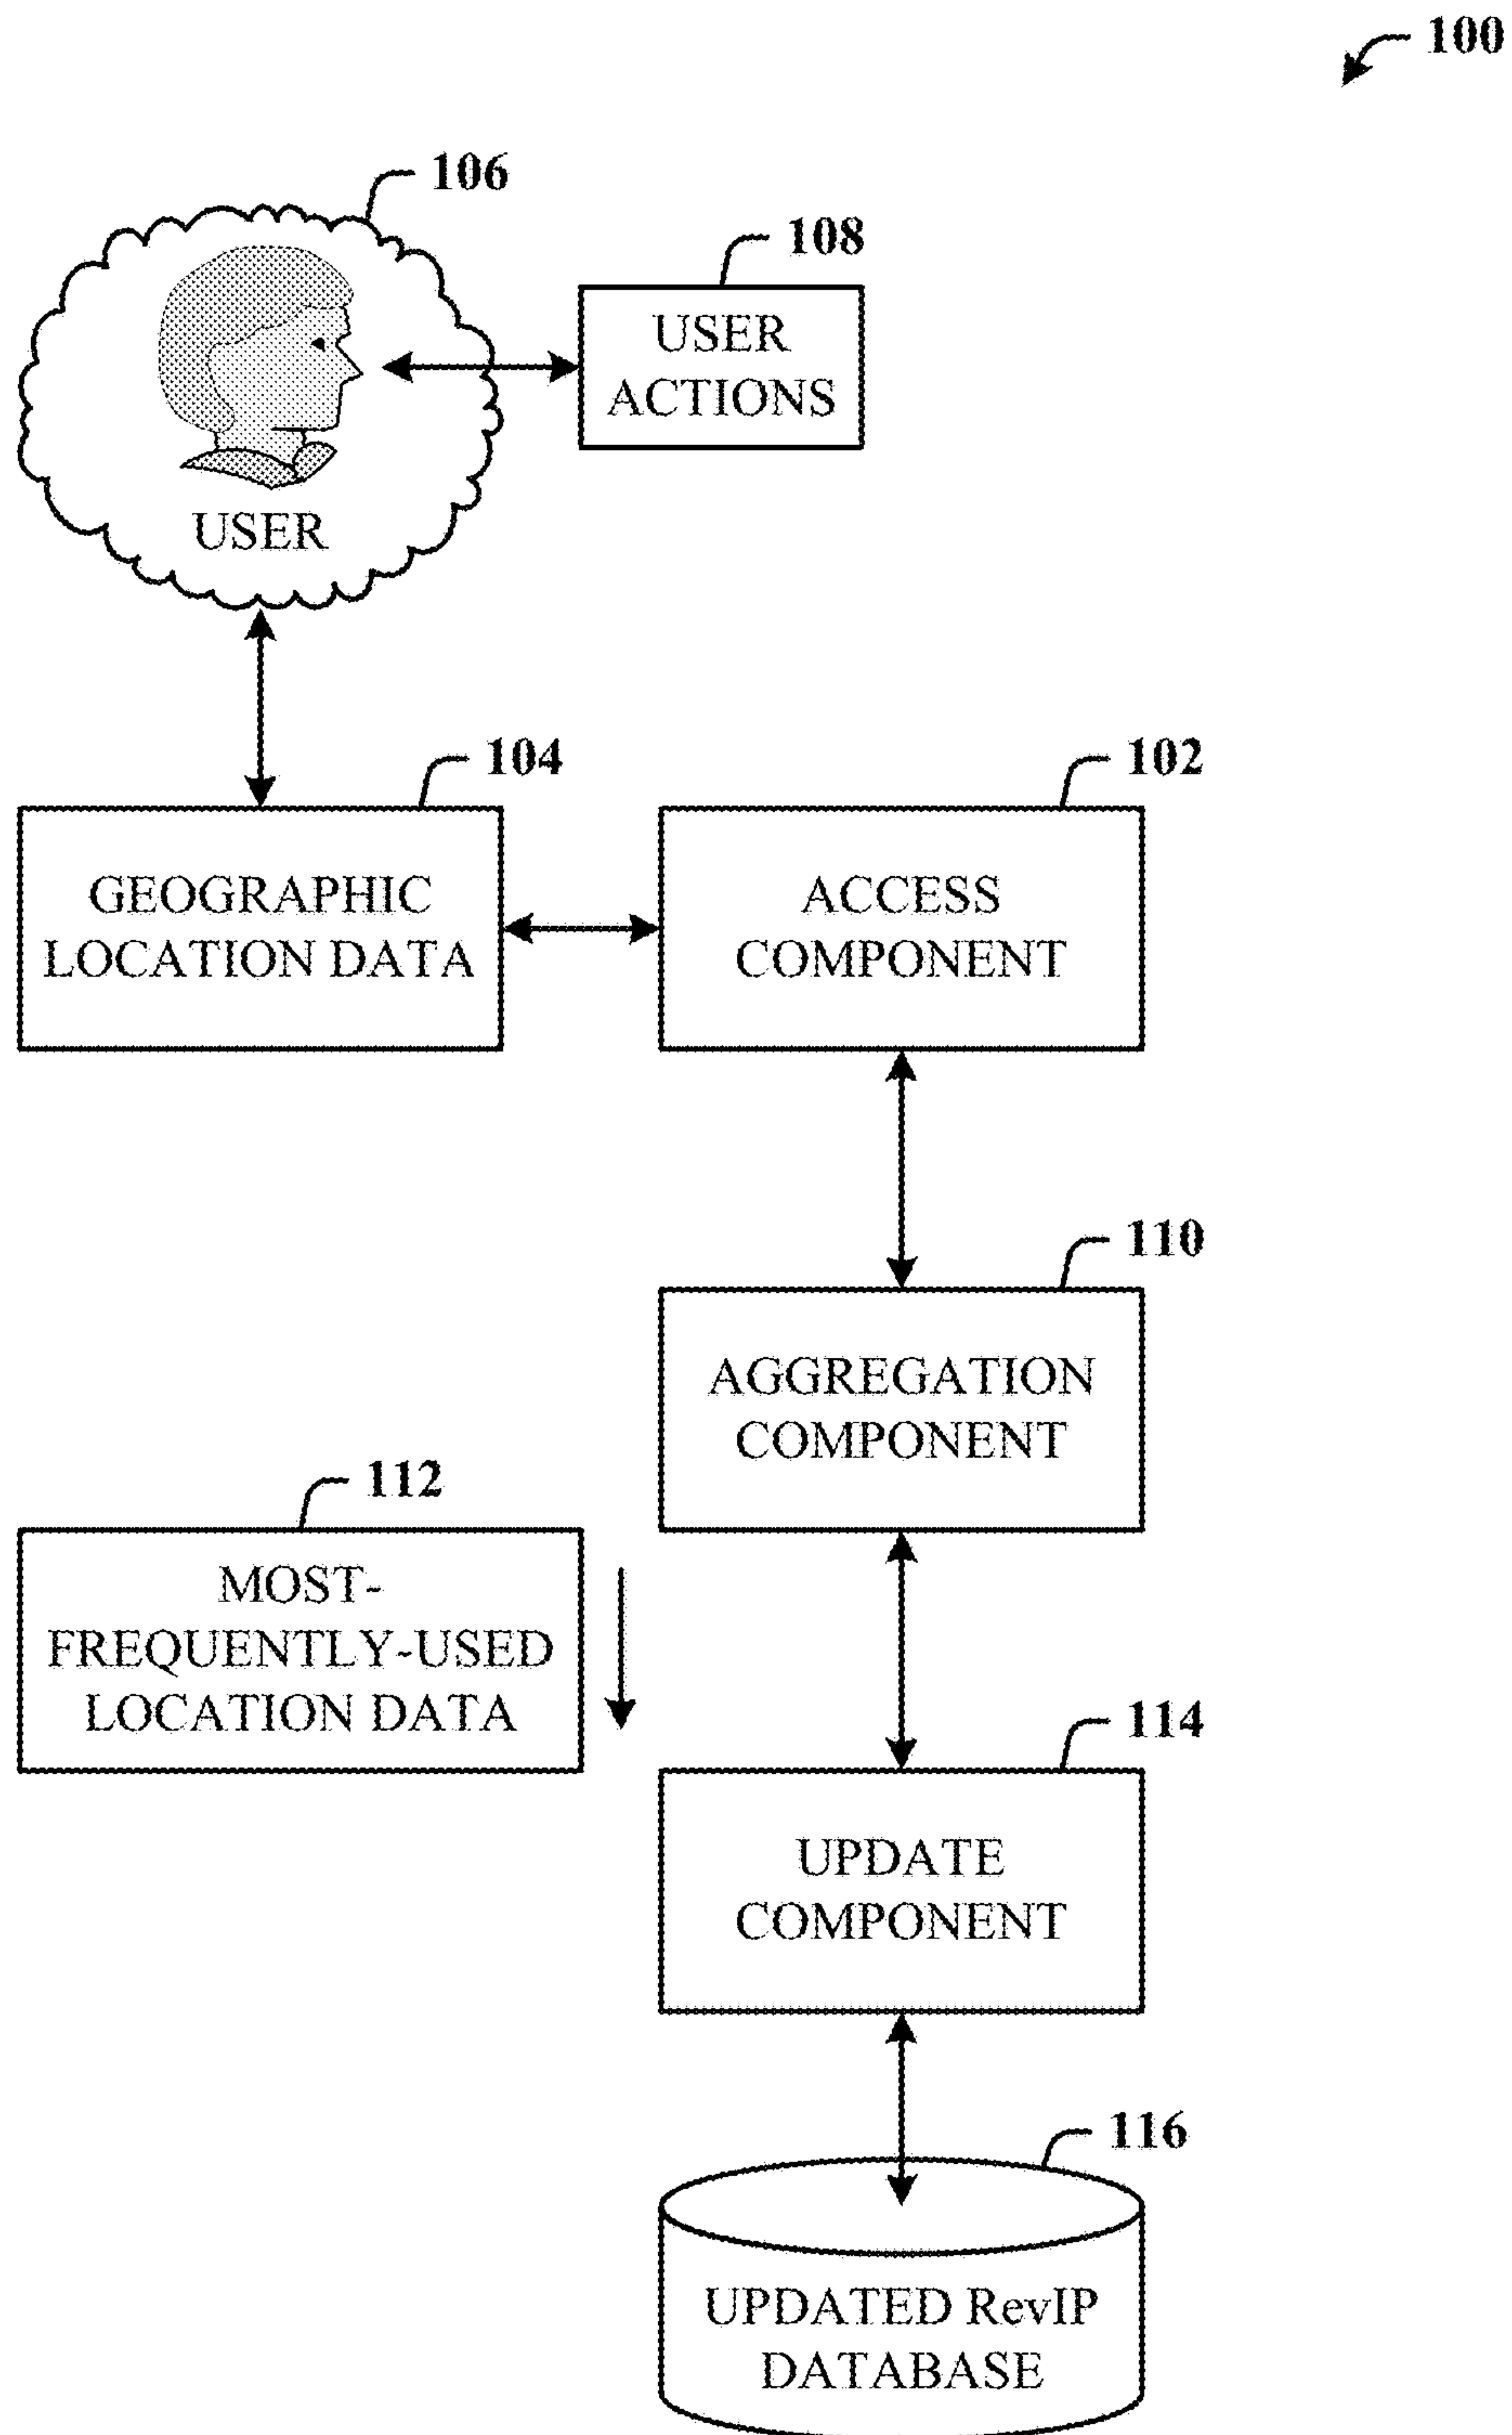 100
106
108
USER
ACTIONS
USER
104
102
GEOGRAPHIC
LOCATION DATA
ACCESS
COMPONENT
110
AGGREGATION
COMPONENT
112
MOST-
FREQUENTLY-USED
LOCATION DATA
114
UPDATE
COMPONENT
116
UPDATED RevIP
DATABASE